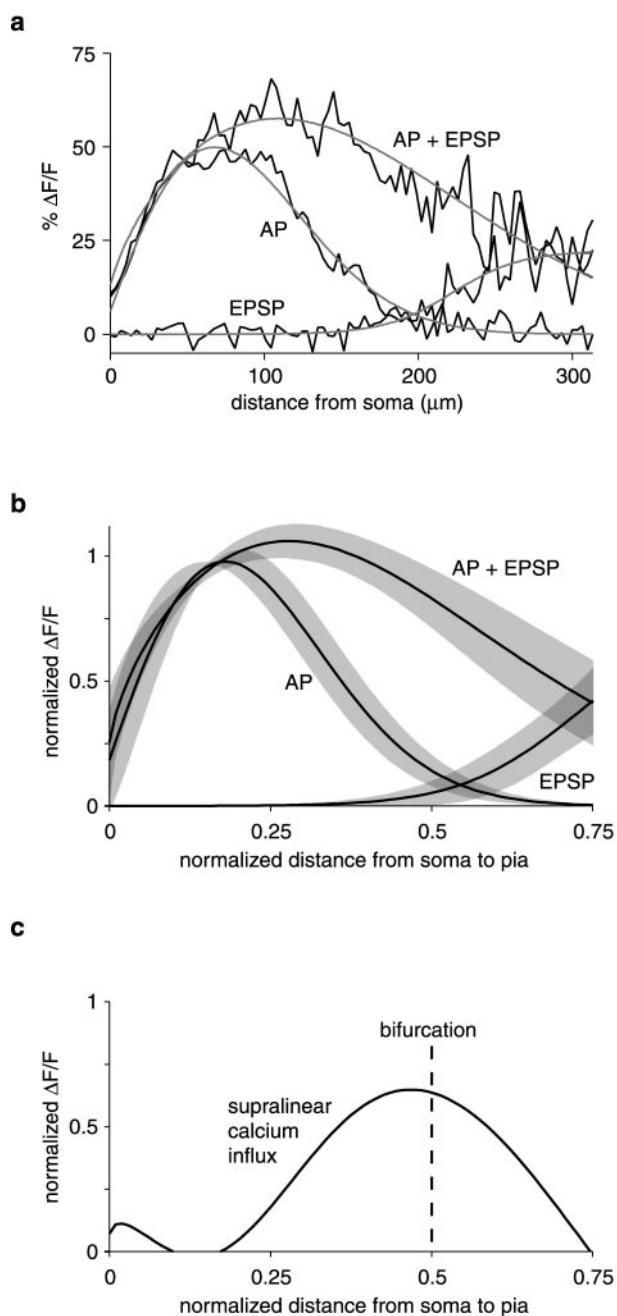 a
75
50
25
0
% ΔF/F
AP + EPSP
AP
EPSP
0
100
200
300
distance from soma (μm)
b
1
0.5
0
normalized ΔF/F
AP + EPSP
AP
EPSP
0
0.25
0.5
0.75
normalized distance from soma to pia
c
1
0.5
0
normalized ΔF/F
bifurcation
supralinear
calcium
influx
0
0.25
0.5
0.75
normalized distance from soma to pia